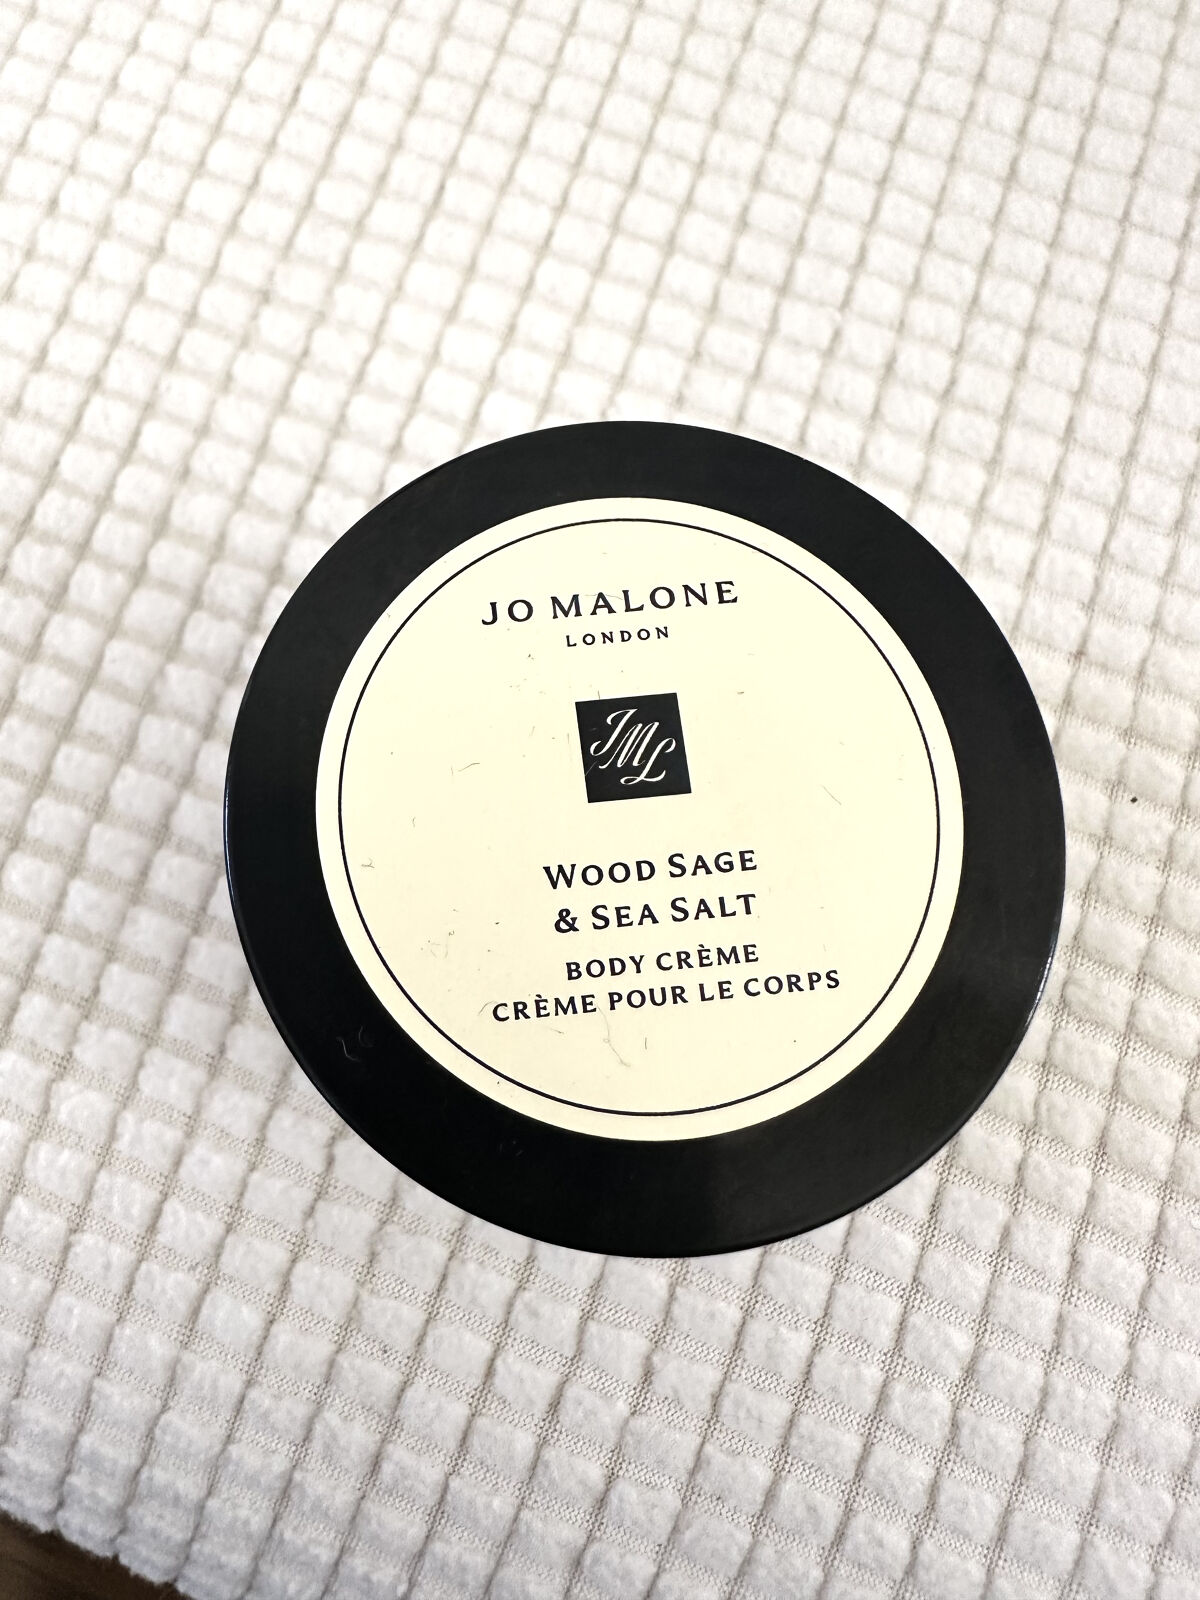 JO MALONE
LONDON
JML
WOOD SAGE
& SEA SALT
BODY CRÈME
CRÈME POUR LE CORPS